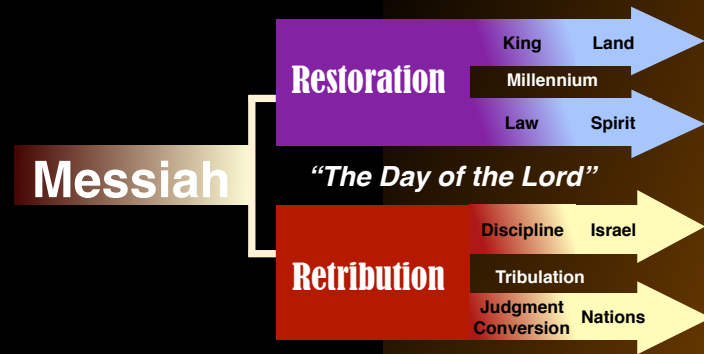 King Land
Restoration
Millennium
Law Spirit
Messiah
“The Day of the Lord”
Discipline Israel
Retribution
Tribulation
Judgment
Conversion
Nations